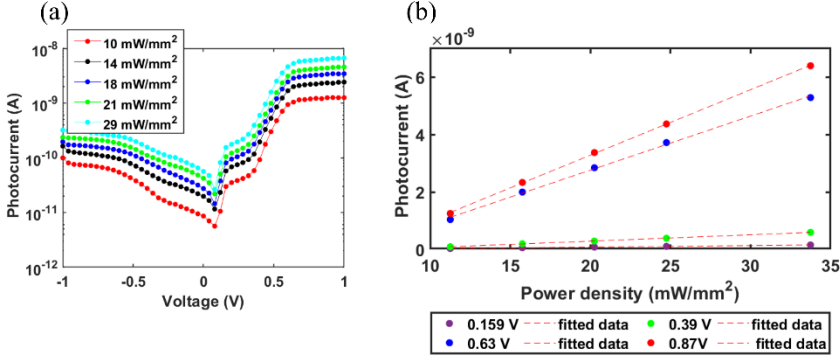 (a)
10 mW/mm²
14 mW/mm²
18 mW/mm²
21 mW/mm²
29 mW/mm²
Photocurrent (A)
10⁻⁸
10⁻⁹
10⁻¹⁰
10⁻¹¹
10⁻¹²
-1 -0.5 0 0.5 1
Voltage (V)
(b)
×10⁻⁹
Photocurrent (A)
6
4
2
0
10 15 20 25 30 35
Power density (mW/mm²)
0.159 V fitted data 0.39 V fitted data
0.63 V fitted data 0.87V fitted data